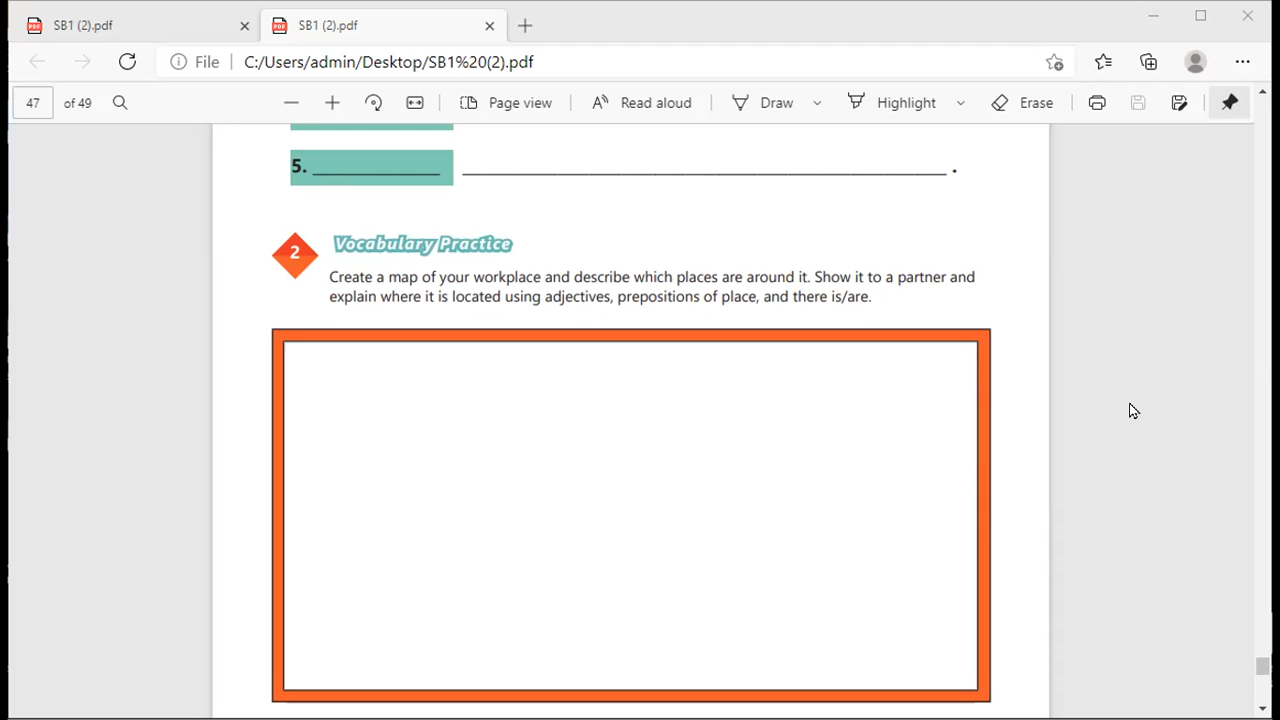 SB1 (2).pdf
SB1 (2).pdf
File
C:/Users/admin/Desktop/SB1%20(2).pdf
47 of 49
Page view
Read aloud
Draw
Highlight
Erase
5. ______________ ______________________________________________________ .
2
Vocabulary Practice
Create a map of your workplace and describe which places are around it. Show it to a partner and
explain where it is located using adjectives, prepositions of place, and there is/are.